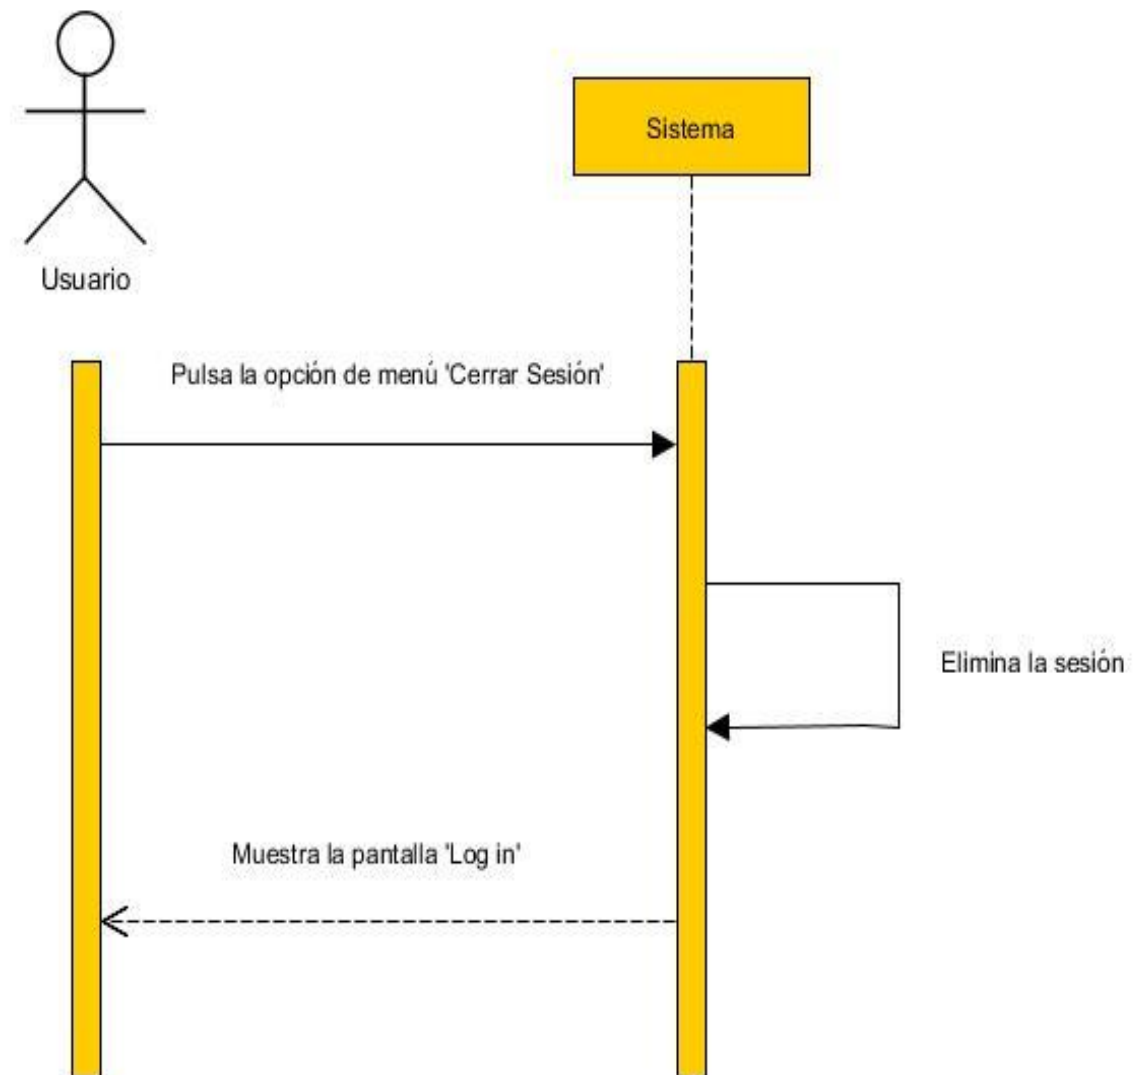 Sistema
Usuario
Pulsa la opción de menú 'Cerrar Sesión'
Elimina la sesión
Muestra la pantalla 'Log in'